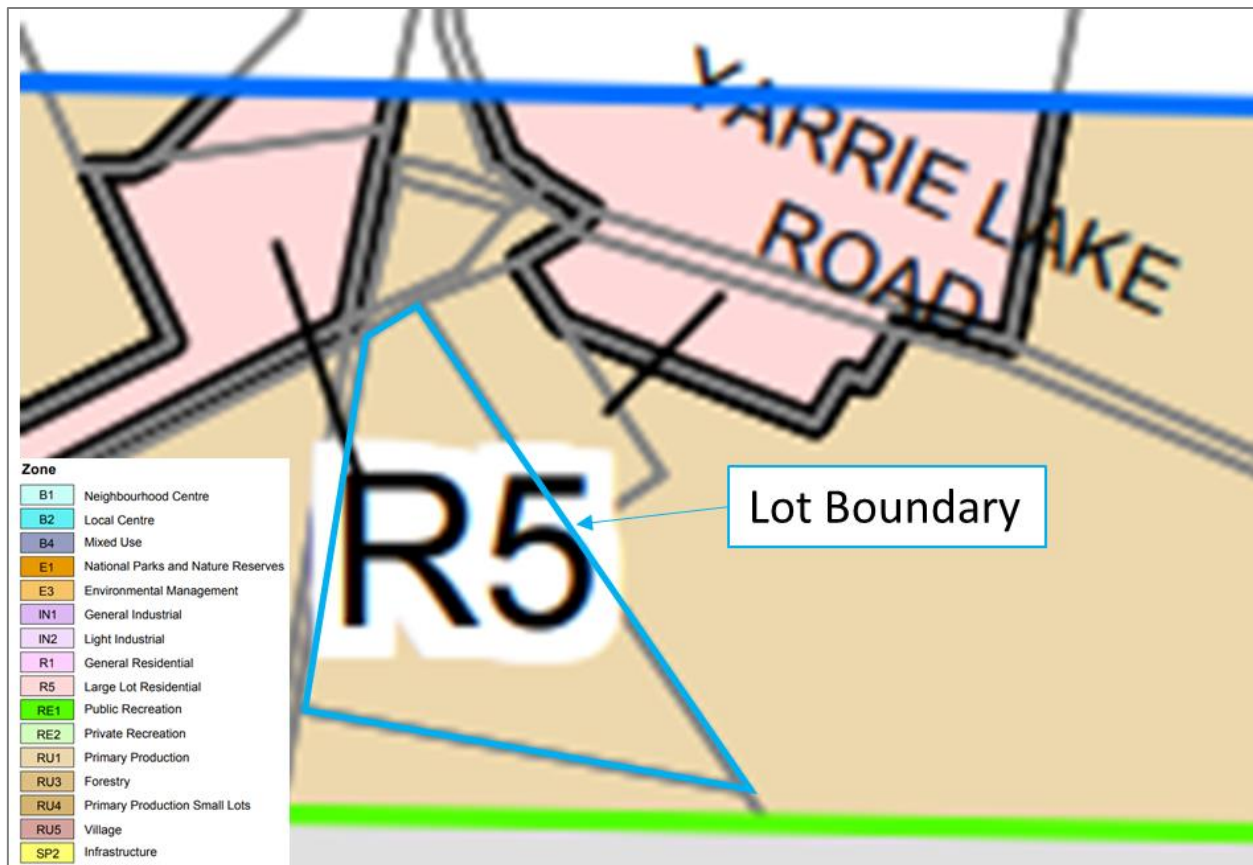 YARRIE LAKE
ROAD
R5
Lot Boundary
Zone
B1 Neighbourhood Centre
B2 Local Centre
B4 Mixed Use
E1 National Parks and Nature Reserves
E3 Environmental Management
IN1 General Industrial
IN2 Light Industrial
R1 General Residential
R5 Large Lot Residential
RE1 Public Recreation
RE2 Private Recreation
RU1 Primary Production
RU3 Forestry
RU4 Primary Production Small Lots
RU5 Village
SP2 Infrastructure